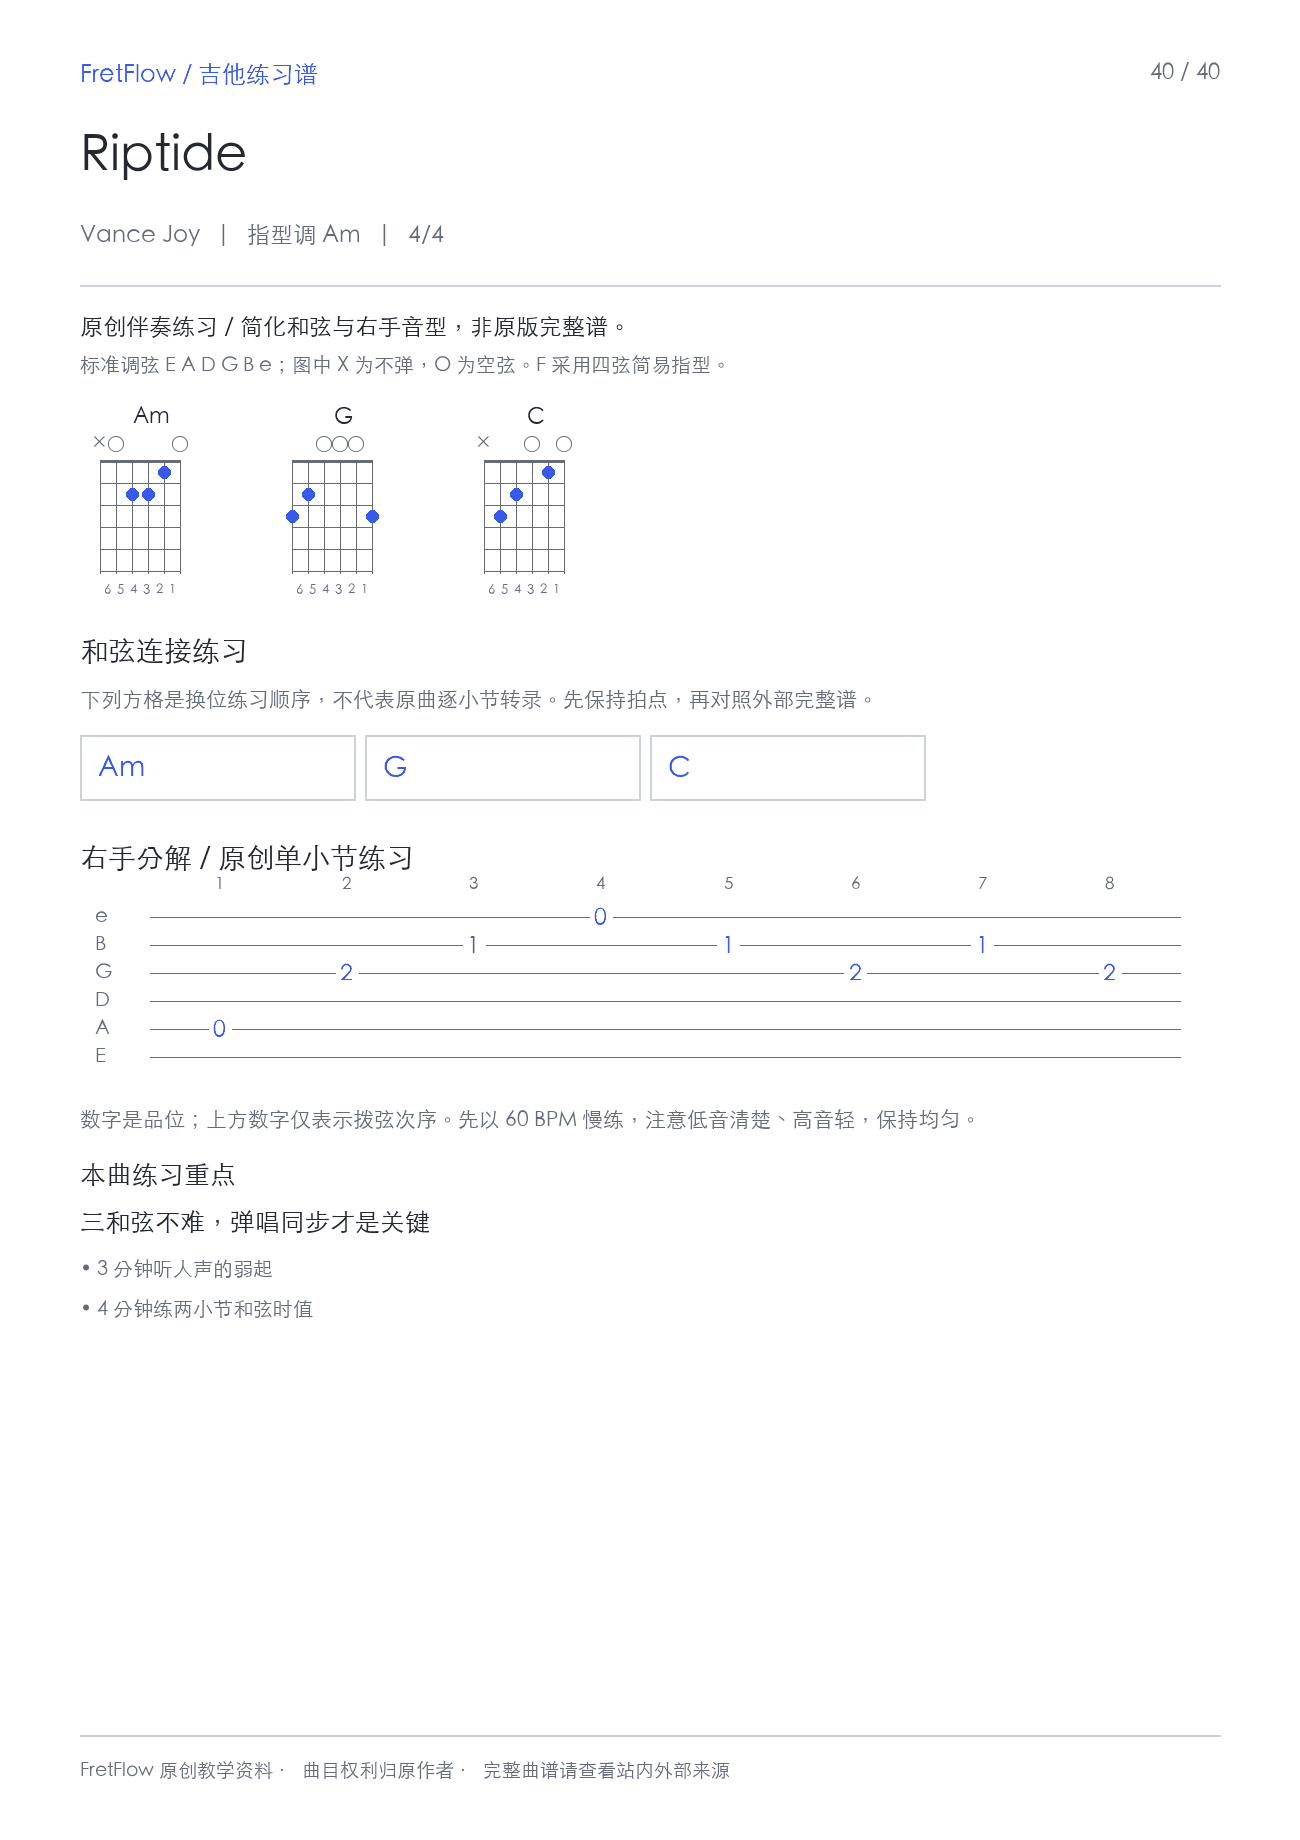 FretFlow / 吉他练习谱
40 / 40
Riptide
Vance Joy | 指型调 Am | 4/4
原创伴奏练习 / 简化和弦与右手音型，非原版完整谱。
标准调弦 E A D G B e；图中 X 为不弹，O 为空弦。F 采用四弦简易指型。
Am G C
6 5 4 3 2 1 6 5 4 3 2 1 6 5 4 3 2 1
和弦连接练习
下列方格是换位练习顺序，不代表原曲逐小节转录。先保持拍点，再对照外部完整谱。
Am G C
右手分解 / 原创单小节练习
1 2 3 4 5 6 7 8
e 0
B 1 1 1
G 2 2 2
D
A 0
E
数字是品位；上方数字仅表示拨弦次序。先以 60 BPM 慢练，注意低音清楚、高音轻，保持均匀。
本曲练习重点
三和弦不难，弹唱同步才是关键
• 3 分钟听人声的弱起
• 4 分钟练两小节和弦时值
FretFlow 原创教学资料 · 曲目权利归原作者 · 完整曲谱请查看站内外部来源